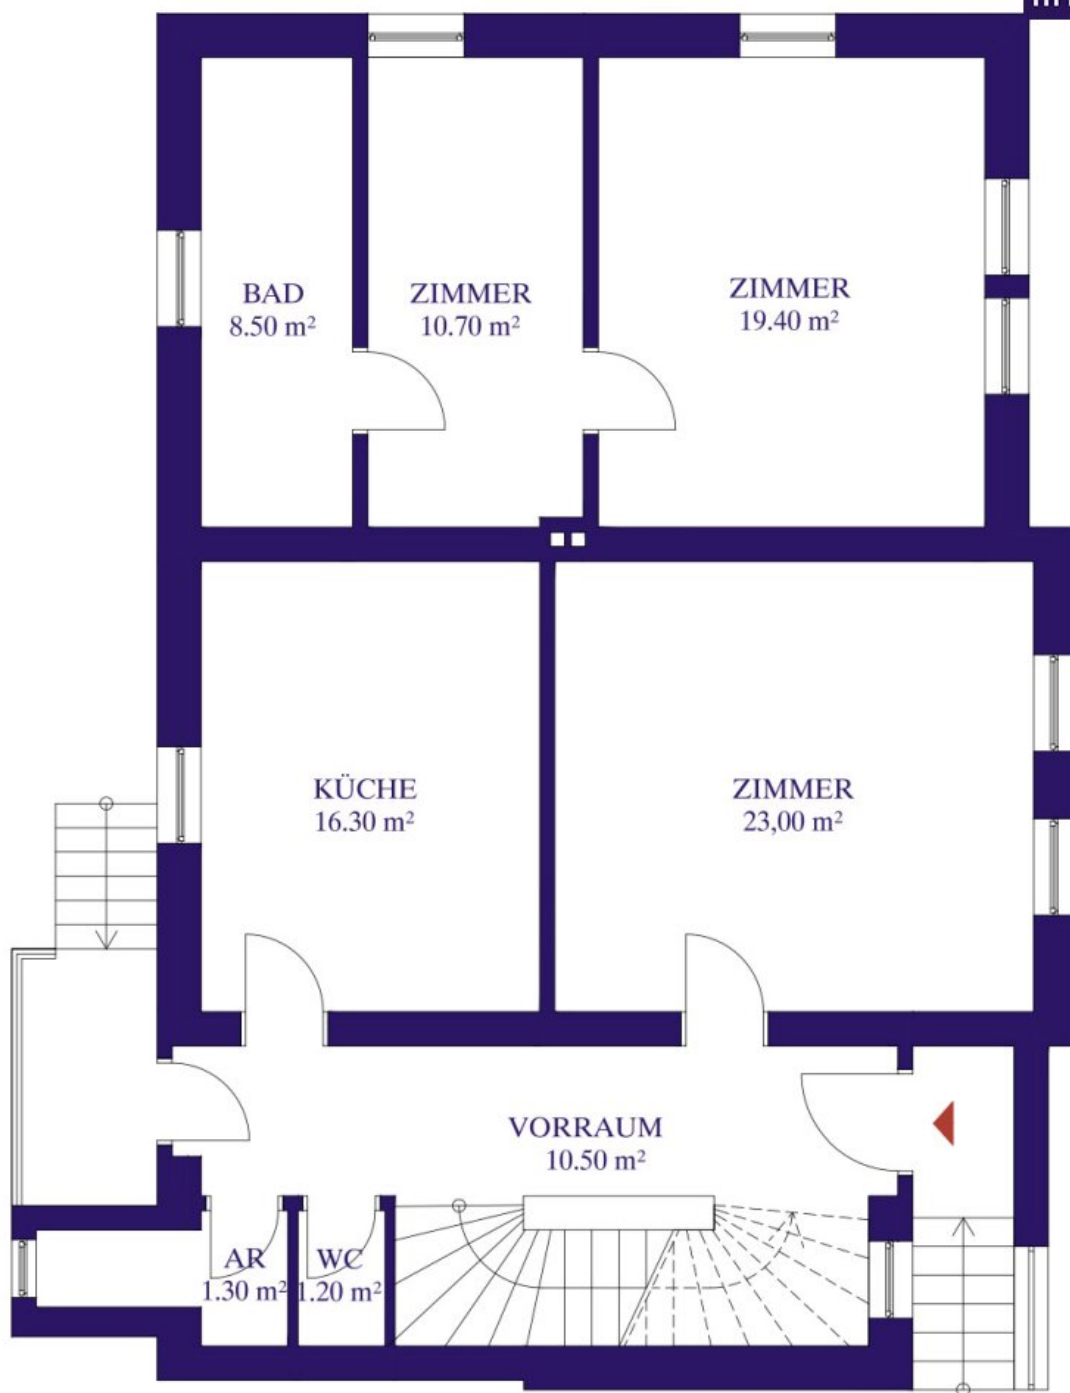 BAD
8.50 m²
ZIMMER
10.70 m²
ZIMMER
19.40 m²
KÜCHE
16.30 m²
ZIMMER
23,00 m²
VORRAUM
10.50 m²
AR
1.30 m²
WC
1.20 m²